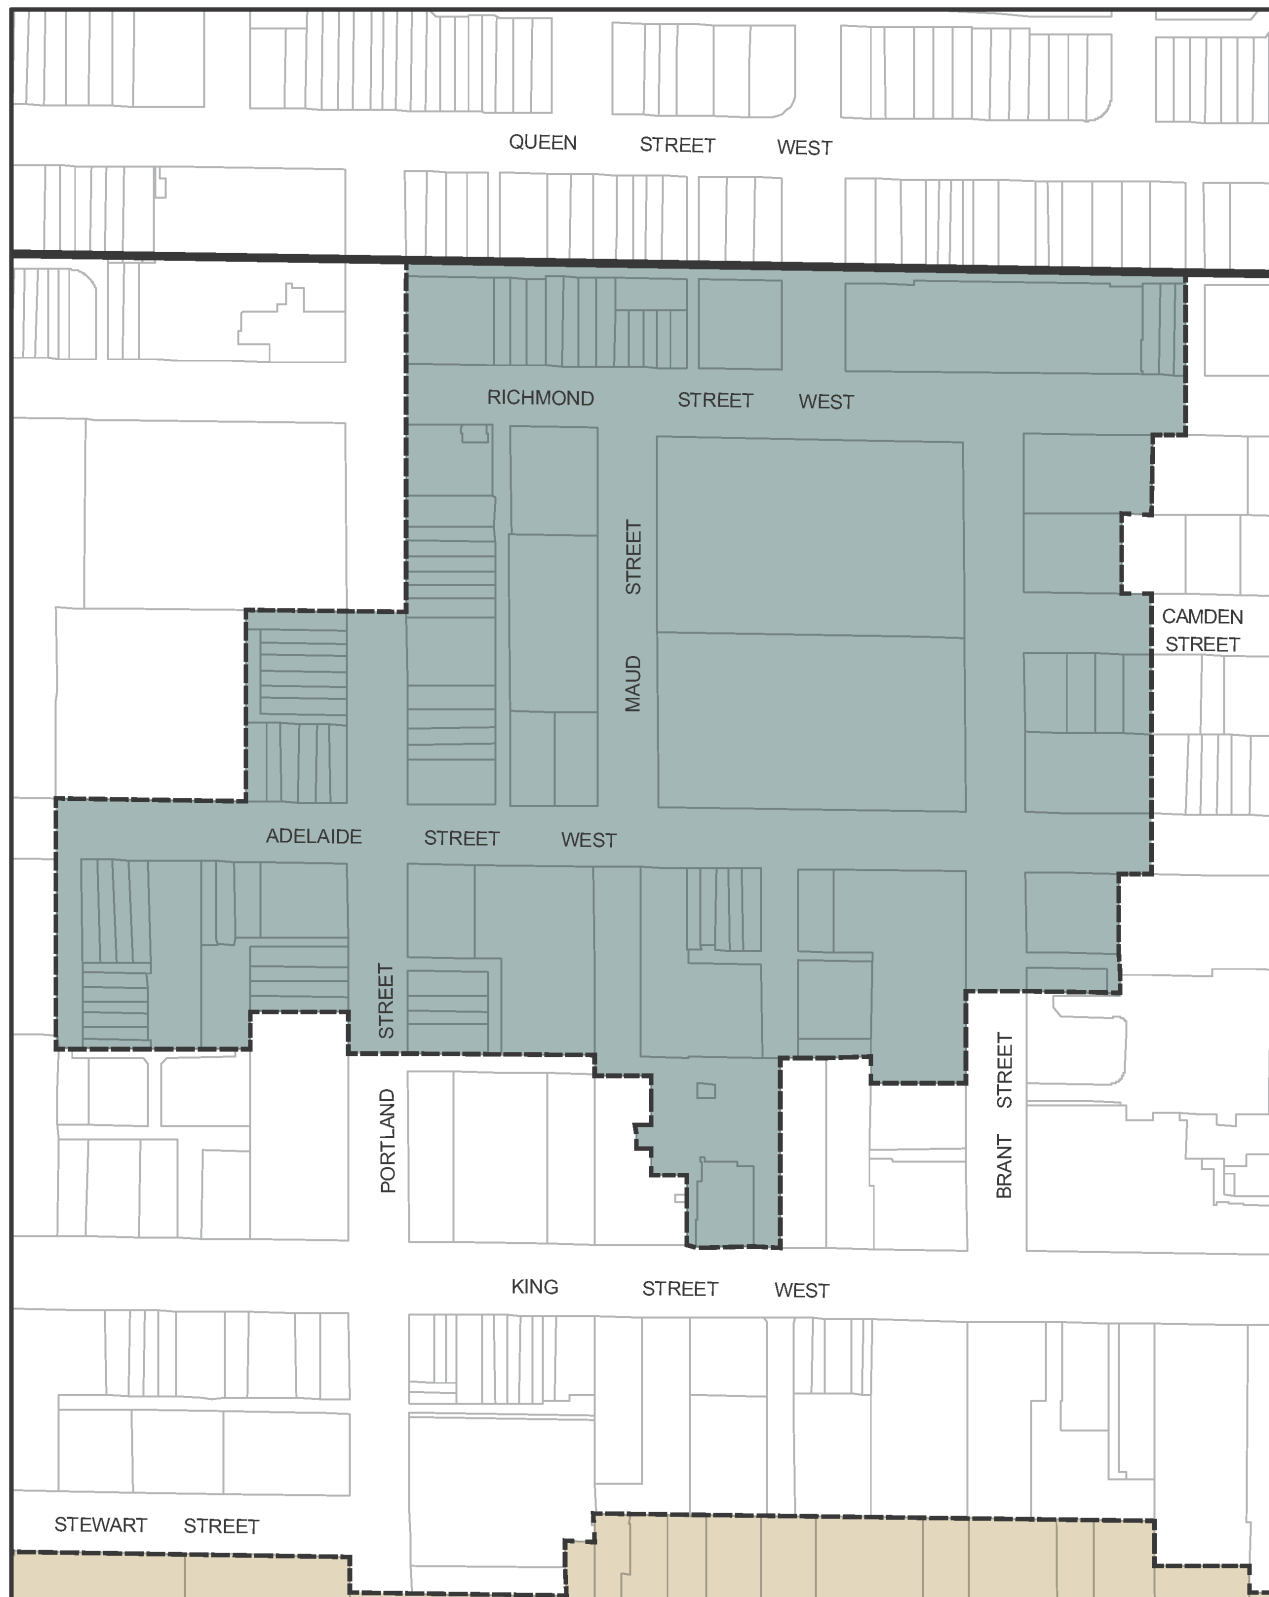 QUEEN STREET WEST
RICHMOND STREET WEST
MAUD STREET
CAMDEN
STREET
ADELAIDE STREET WEST
PORTLAND STREET
BRANT STREET
KING STREET WEST
STEWART STREET